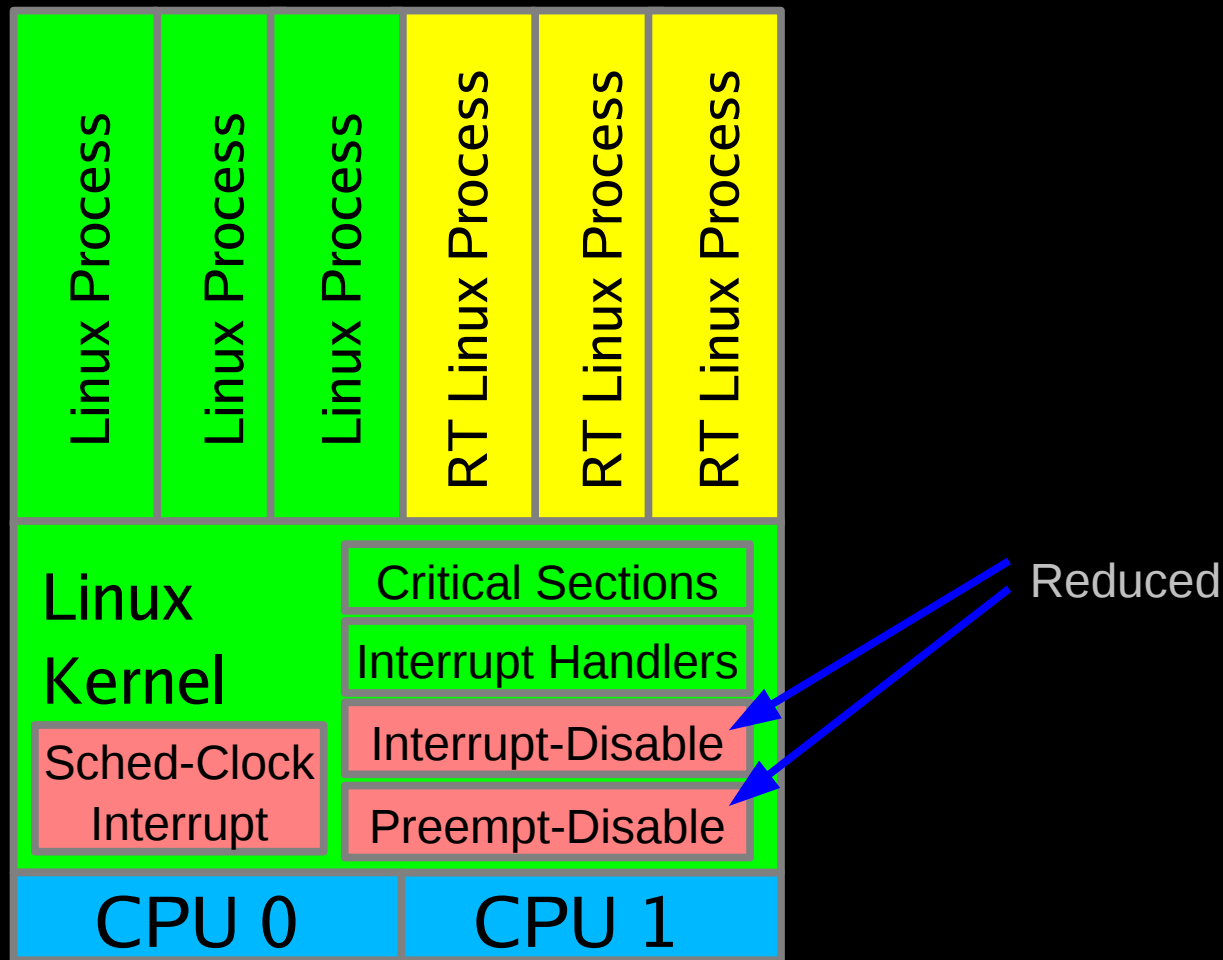 Linux Process
Linux Process
Linux Process
RT Linux Process
RT Linux Process
RT Linux Process
Linux
Kernel
Critical Sections
Interrupt Handlers
Interrupt-Disable
Preempt-Disable
Sched-Clock
Interrupt
Reduced
CPU 0
CPU 1